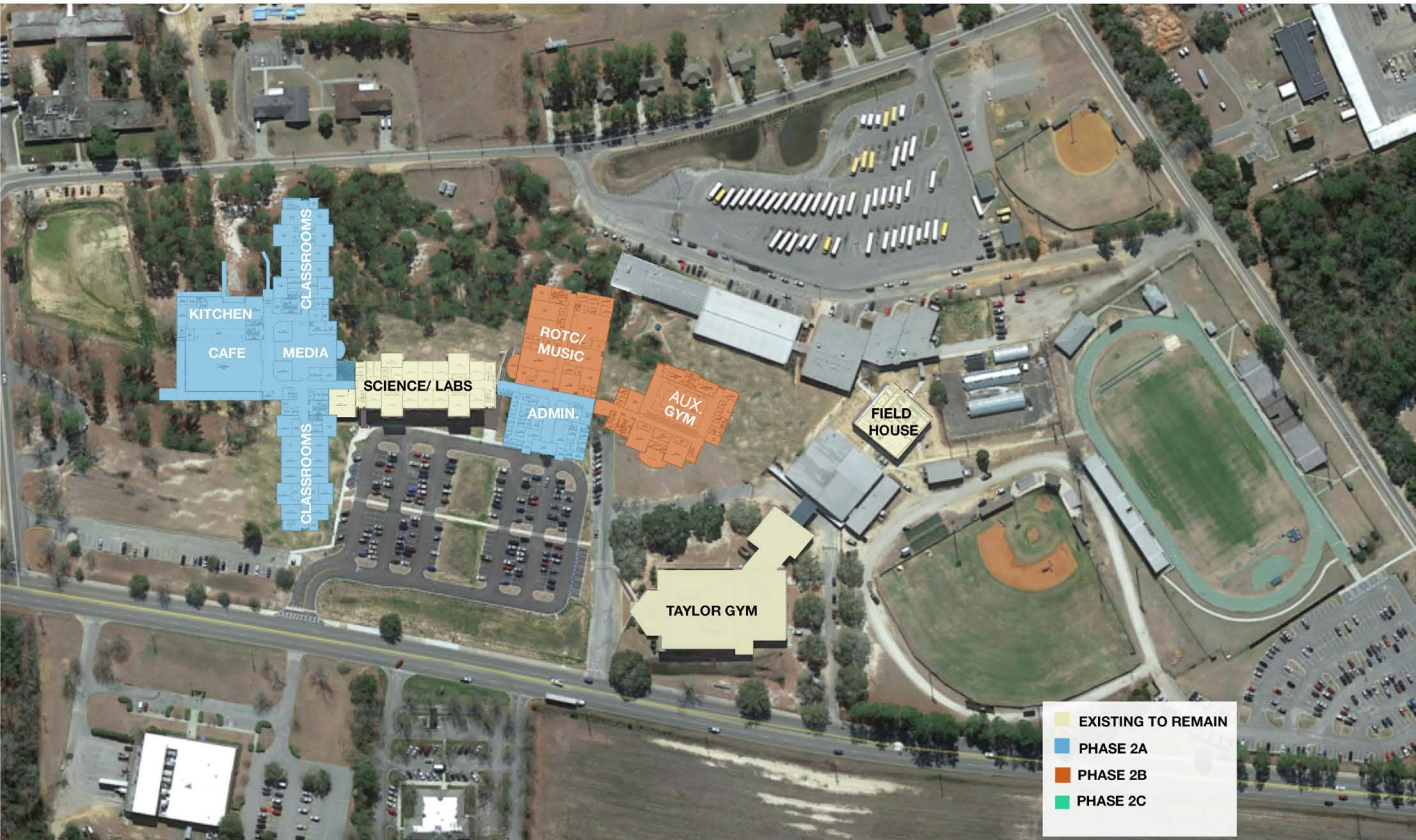 CLASSROOMS
KITCHEN
CAFE
MEDIA
CLASSROOMS
SCIENCE/ LABS
ROTC/
MUSIC
ADMIN.
AUX.
GYM
FIELD
HOUSE
TAYLOR GYM
EXISTING TO REMAIN
PHASE 2A
PHASE 2B
PHASE 2C